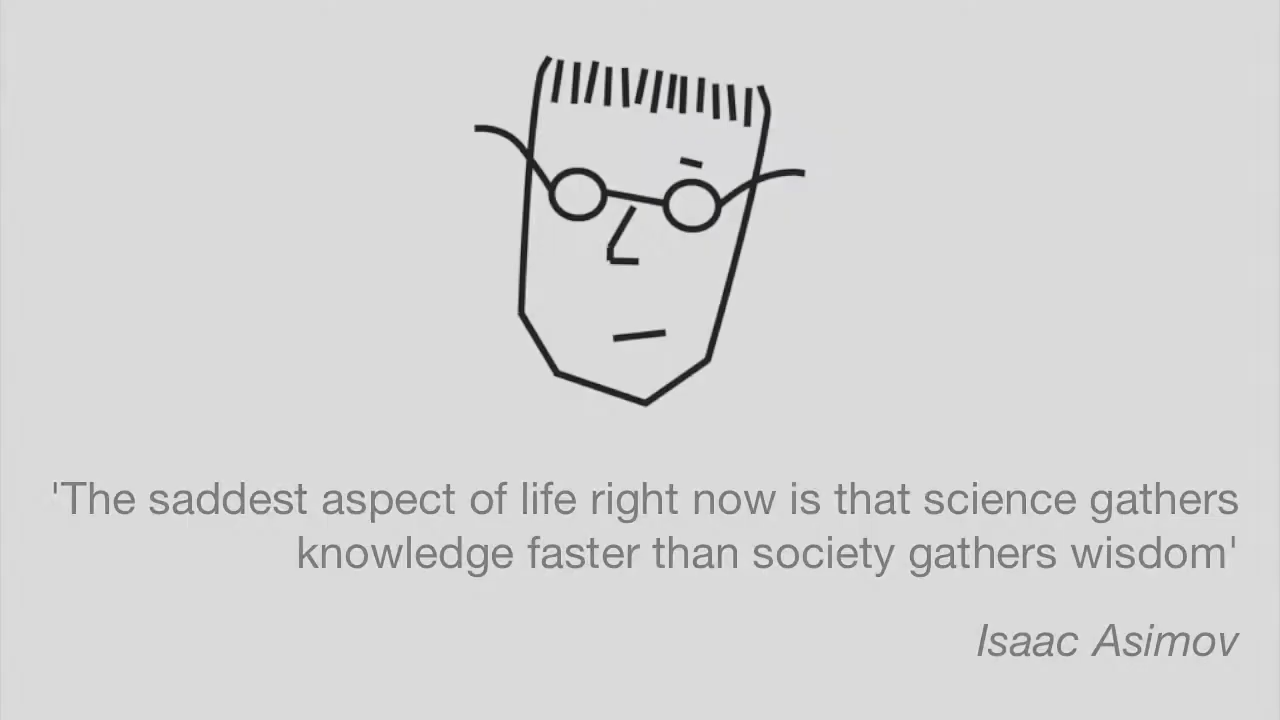 'The saddest aspect of life right now is that science gathers
knowledge faster than society gathers wisdom'
Isaac Asimov